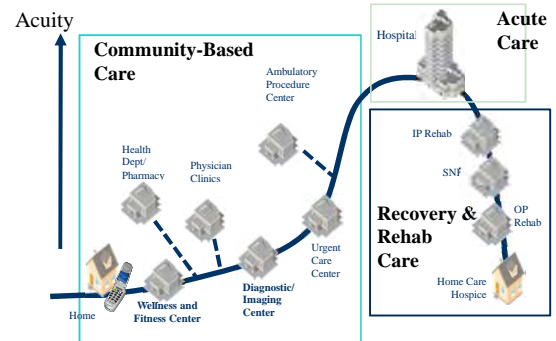 Acuity
Community-Based
Care
Hospital
Acute
Care
Ambulatory
Procedure
Center
Health
Dept/
Pharmacy
Physician
Clinics
IP Rehab
SNF
OP
Rehab
Recovery &
Rehab
Care
Urgent
Care
Center
Home Care
Hospice
Diagnostic/
Imaging
Center
Wellness and
Fitness Center
Home